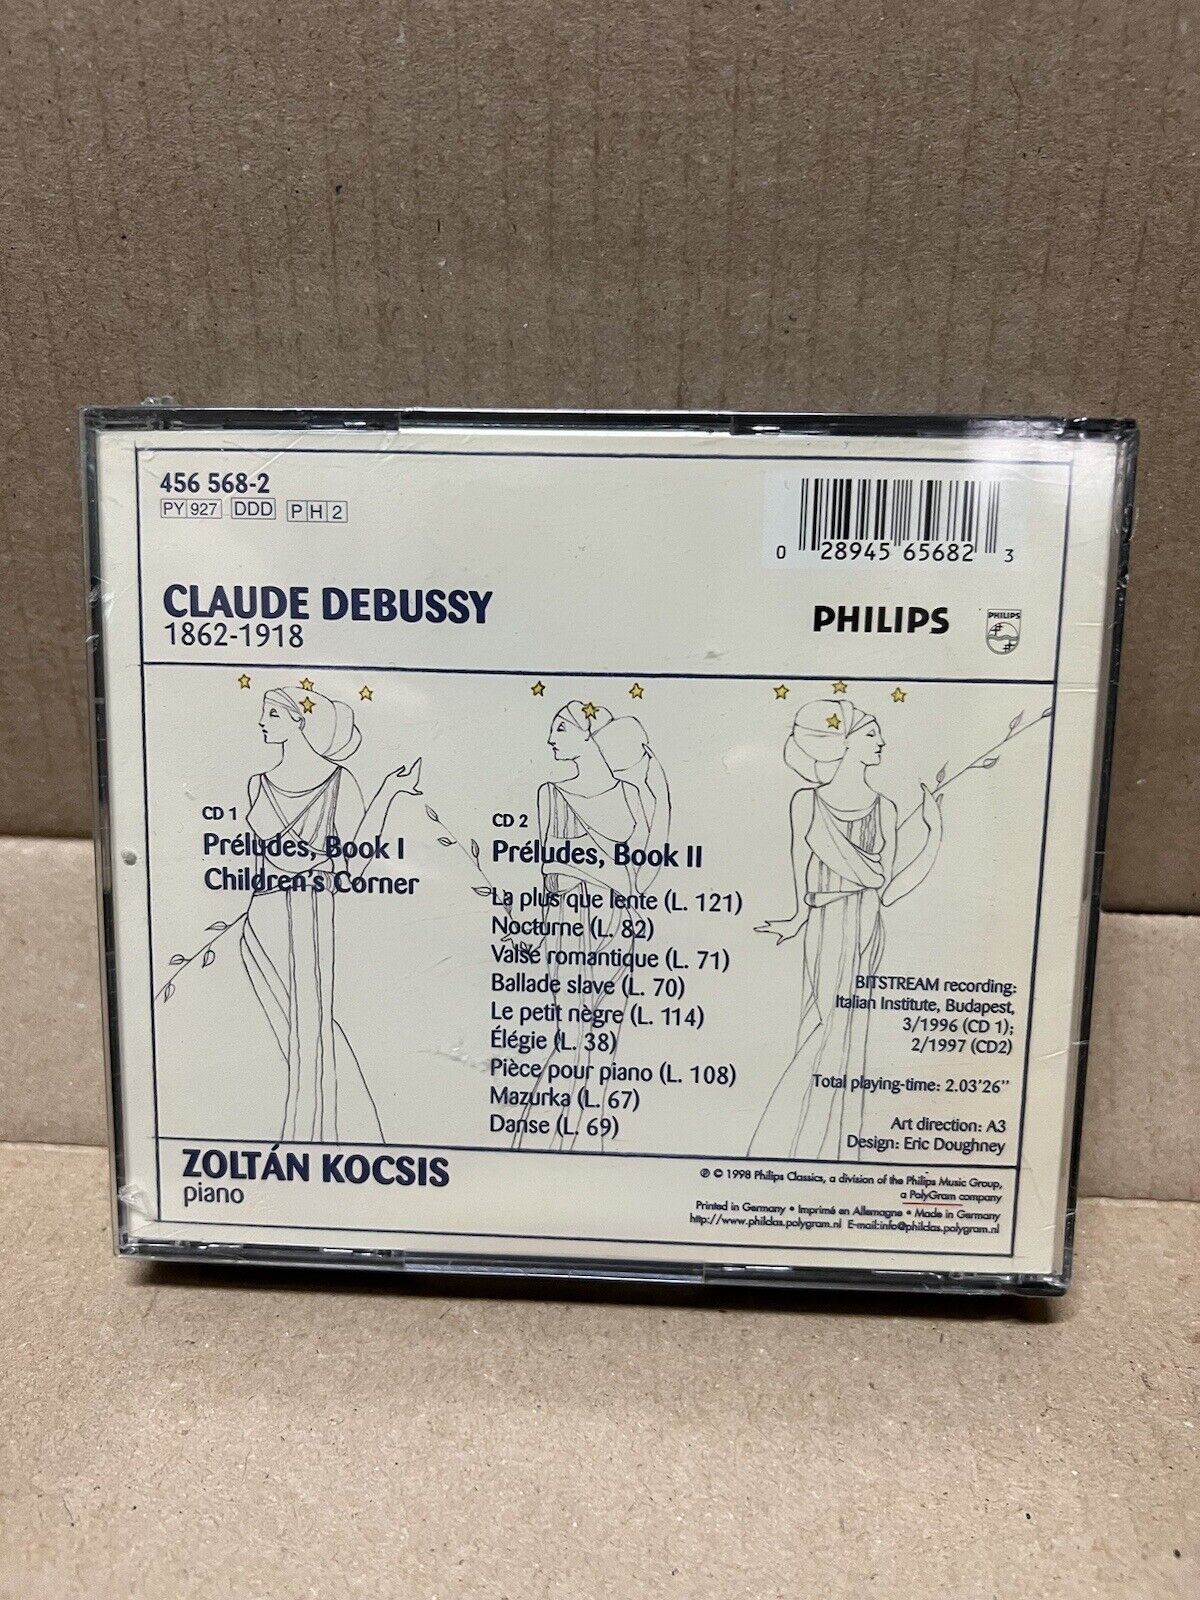 456 568-2
PY 927 DDD PH 2
0 28945 65682 3
CLAUDE DEBUSSY
1862-1918
PHILIPS
PHILIPS
CD 1
Préludes, Book I
Children's Corner
CD 2
Préludes, Book II
La plus que lente (L. 121)
Nocturne (L. 82)
Valse romantique (L. 71)
Ballade slave (L. 70)
Le petit nègre (L. 114)
Élégie (L. 38)
Pièce pour piano (L. 108)
Mazurka (L. 67)
Danse (L. 69)
BITSTREAM recording:
Italian Institute, Budapest,
3/1996 (CD 1);
2/1997 (CD2)
Total playing-time: 2.03'26"
Art direction: A3
Design: Eric Doughney
ZOLTÁN KOCSIS
piano
℗ © 1998 Philips Classics, a division of the Philips Music Group,
a PolyGram company
Printed in Germany • Imprimé en Allemagne • Made in Germany
http://www.philclas.polygram.nl E-mail:info@philclas.polygram.nl